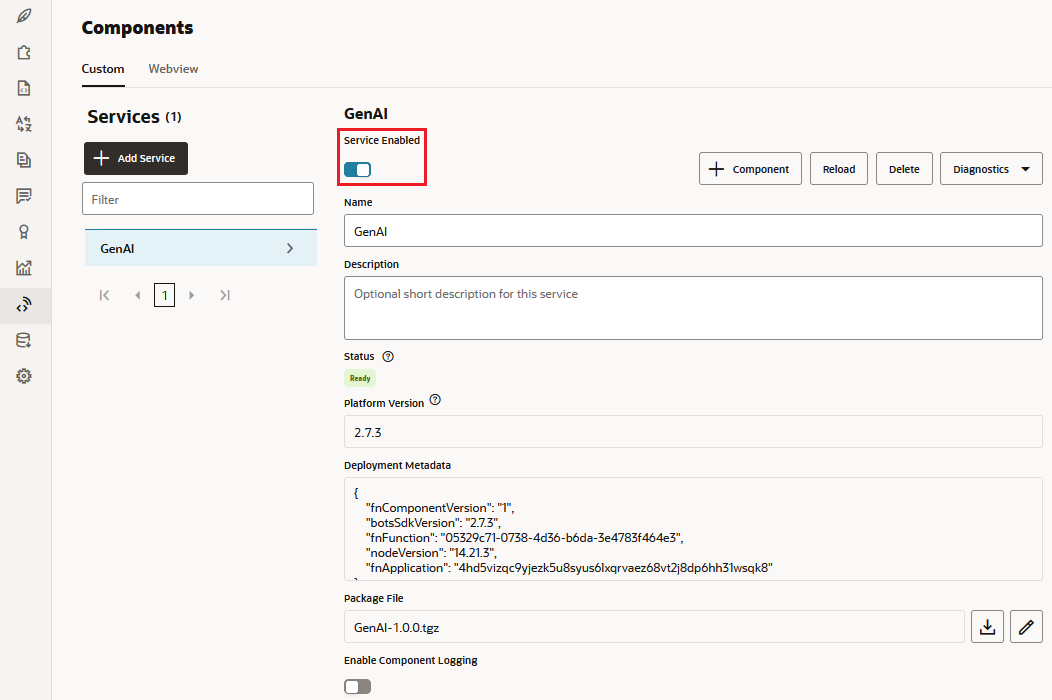 Components
Custom Webview
Services (1)
Add Service
Filter
GenAI
1
GenAI
Service Enabled
Component Reload Delete Diagnostics
Name
GenAI
Description
Optional short description for this service
Status ?
Ready
Platform Version ?
2.7.3
Deployment Metadata
{
"fnComponentVersion": "1",
"botsSdkVersion": "2.7.3",
"fnFunction": "05329c71-0738-4d36-b6da-3e4783f464e3",
"nodeVersion": "14.21.3",
"fnApplication": "4hd5vizqc9yjezk5u8syus6lxqrvaez68vt2j8dp6hh31wsqk8"
Package File
GenAI-1.0.0.tgz
Enable Component Logging